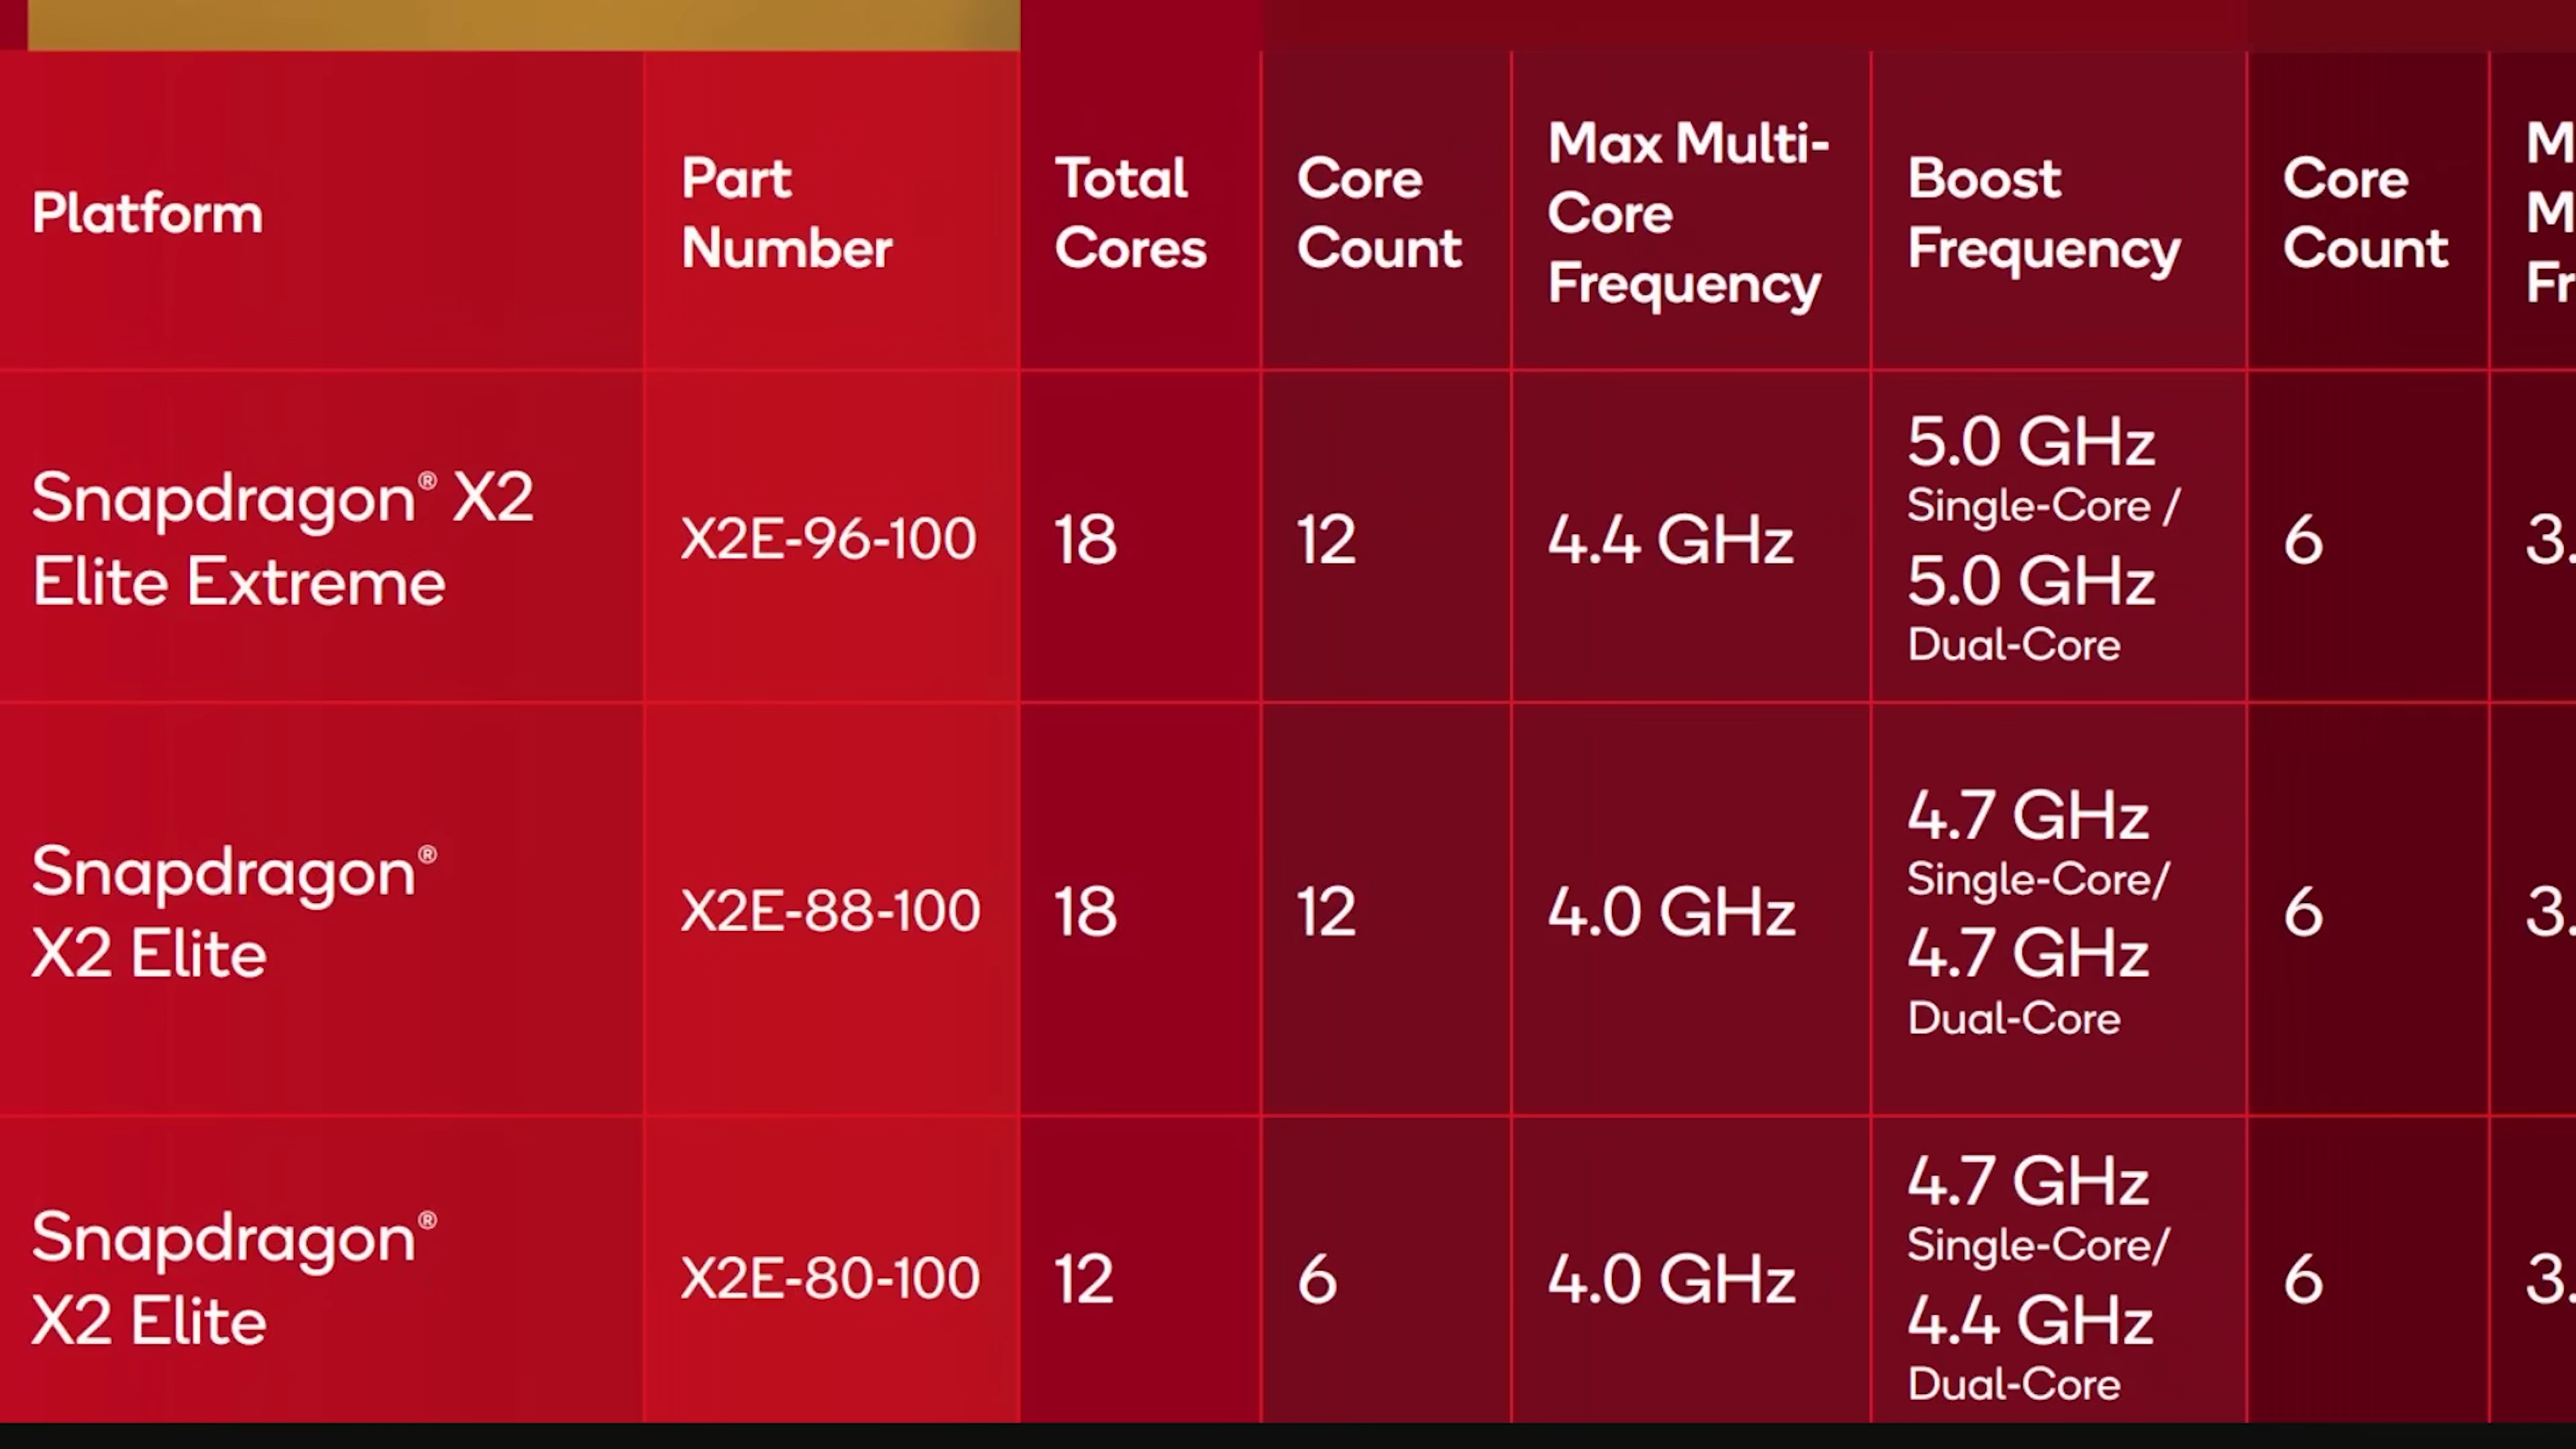 Platform
Part
Number
Total
Cores
Core
Count
Max Multi-
Core
Frequency
Boost
Frequency
Core
Count
Snapdragon® X2
Elite Extreme
X2E-96-100
18
12
4.4 GHz
5.0 GHz
Single-Core /
5.0 GHz
Dual-Core
6
3.
Snapdragon®
X2 Elite
X2E-88-100
18
12
4.0 GHz
4.7 GHz
Single-Core/
4.7 GHz
Dual-Core
6
3.
Snapdragon®
X2 Elite
X2E-80-100
12
6
4.0 GHz
4.7 GHz
Single-Core/
4.4 GHz
Dual-Core
6
3.